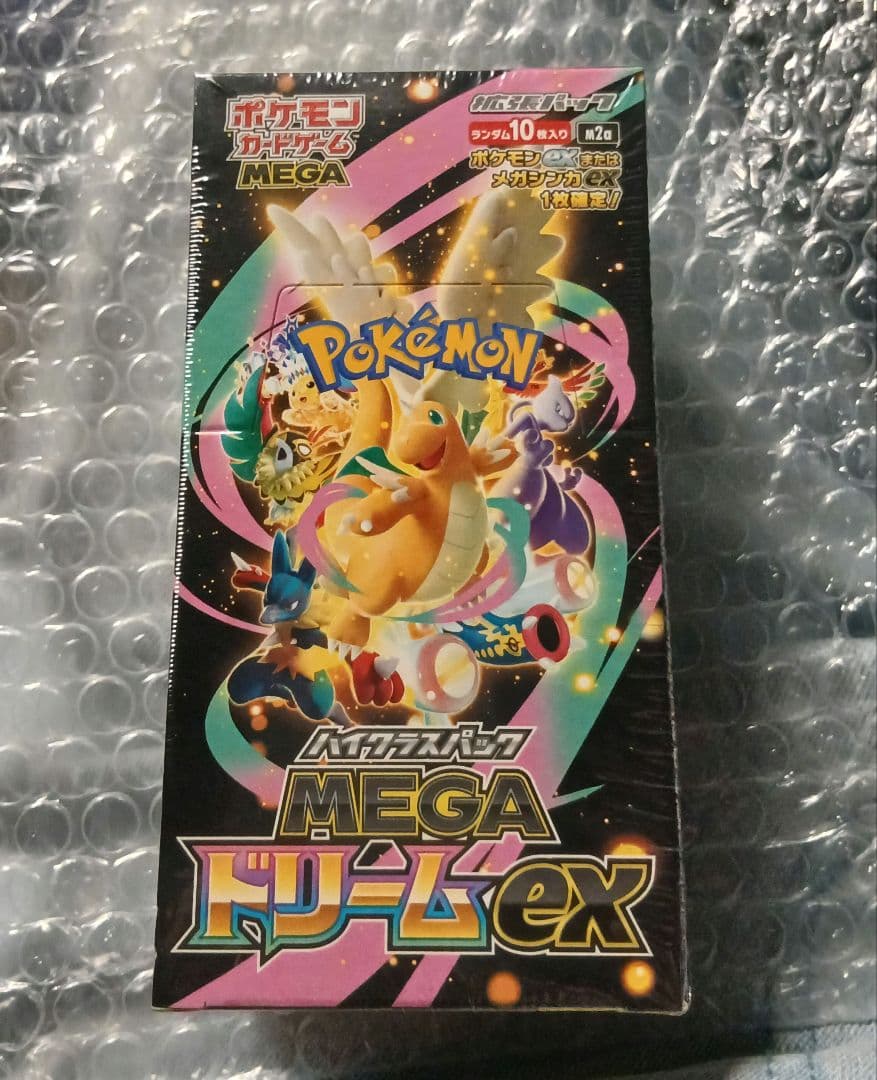 ポケモン
カードゲーム
MEGA
拡張パック
ランダム10枚入り M2a
ポケモンexまたは
メガシンカex
1枚確定!
POKéMON
ハイクラスパック
MEGA
ドリームex